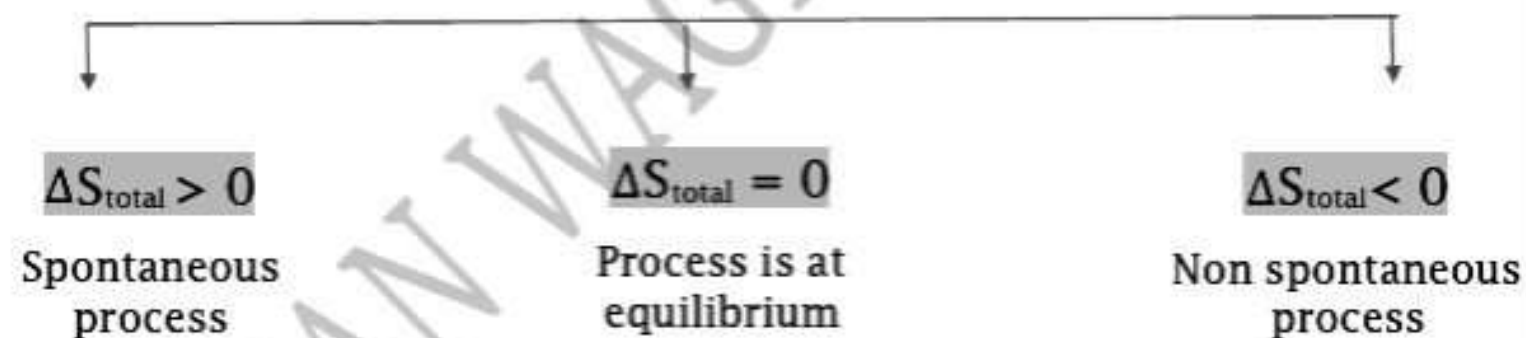 ΔStotal > 0
ΔStotal = 0
ΔStotal < 0
Spontaneous
process
Process is at
equilibrium
Non spontaneous
process